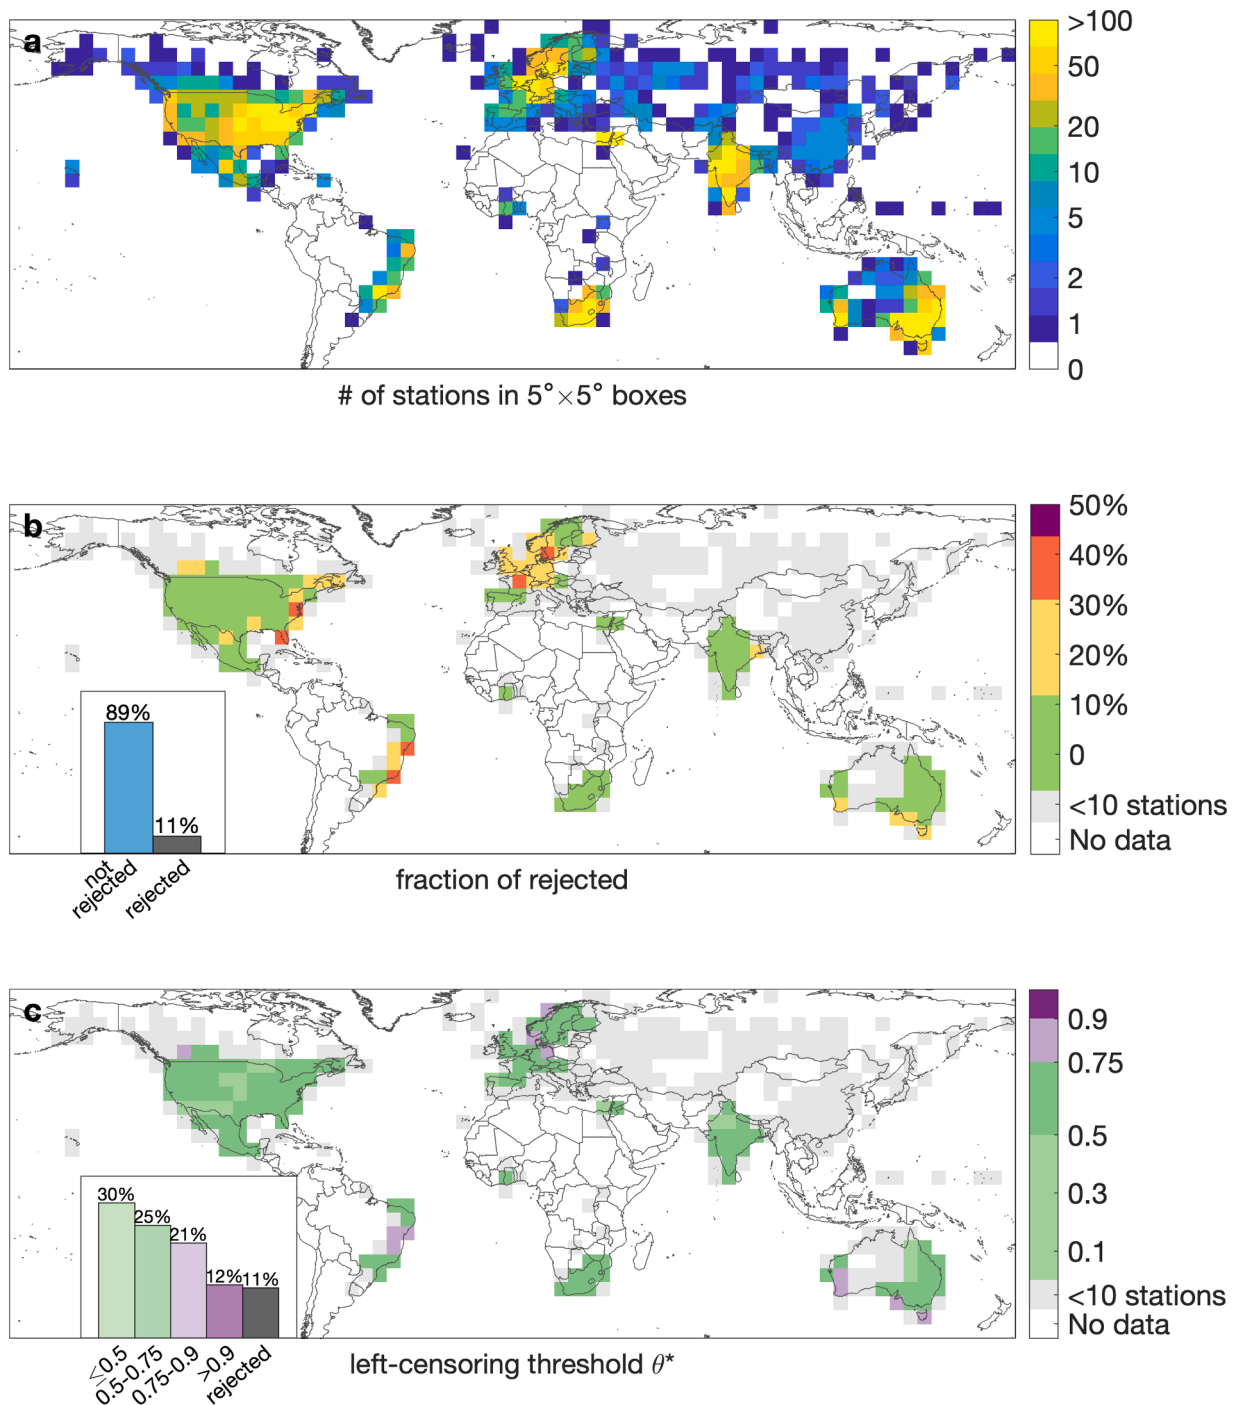 a
>100
50
20
10
5
2
1
0
# of stations in 5°×5° boxes
b
50%
40%
30%
20%
10%
0
<10 stations
No data
89%
11%
not rejected
rejected
fraction of rejected
c
0.9
0.75
0.5
0.3
0.1
<10 stations
No data
30%
25%
21%
12%
11%
≤0.5
0.5-0.75
0.75-0.9
>0.9
rejected
left-censoring threshold θ*